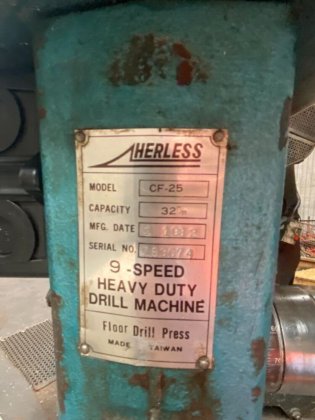 HERLESS
MODEL CF-25
CAPACITY 32 m/m
MFG. DATE
SERIAL NO.
9-SPEED
HEAVY DUTY
DRILL MACHINE
Floor Drill Press
MADE TAIWAN